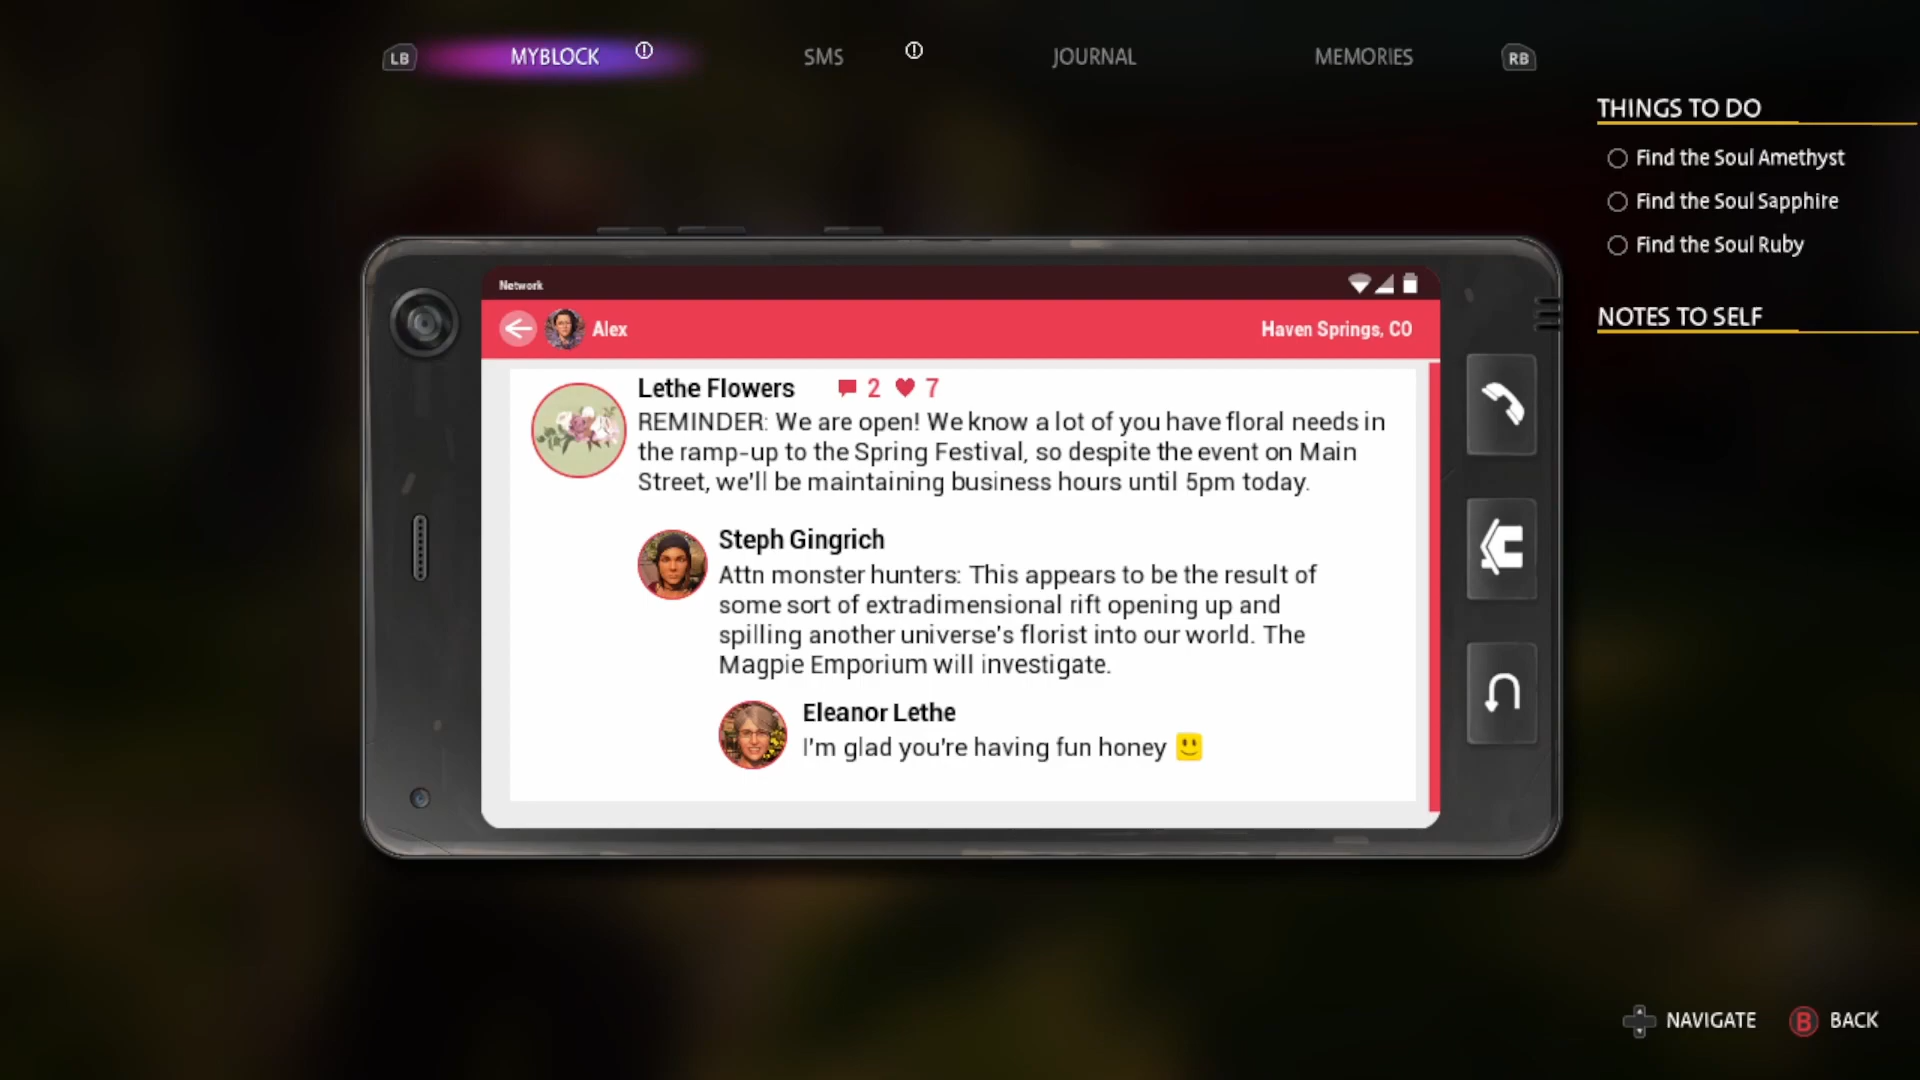 LB MYBLOCK SMS JOURNAL MEMORIES RB
THINGS TO DO
Find the Soul Amethyst
Find the Soul Sapphire
Find the Soul Ruby
NOTES TO SELF
Network
Alex Haven Springs, CO
Lethe Flowers 2 7
REMINDER: We are open! We know a lot of you have floral needs in
the ramp-up to the Spring Festival, so despite the event on Main
Street, we'll be maintaining business hours until 5pm today.
Steph Gingrich
Attn monster hunters: This appears to be the result of
some sort of extradimensional rift opening up and
spilling another universe's florist into our world. The
Magpie Emporium will investigate.
Eleanor Lethe
I'm glad you're having fun honey 🙂
NAVIGATE B BACK